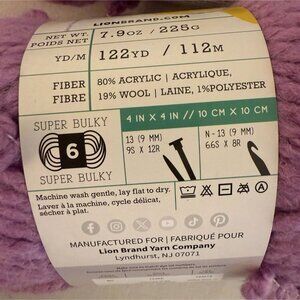 LIONBRAND.COM
NET WT.
POIDS NET
7.9oz / 225G
YD/M
122YD / 112M
FIBER
FIBRE
80% ACRYLIC | ACRYLIQUE,
19% WOOL | LAINE, 1%POLYESTER
SUPER BULKY
6
SUPER BULKY
4 IN X 4 IN // 10 CM X 10 CM
13 (9 MM)
9S X 12R
N - 13 (9 MM)
66S X 8R
Machine wash gentle, lay flat to dry.
Laver à la machine, cycle délicat,
sécher à plat.
MANUFACTURED FOR | FABRIQUÉ POUR
Lion Brand Yarn Company
Lyndhurst, NJ 07071